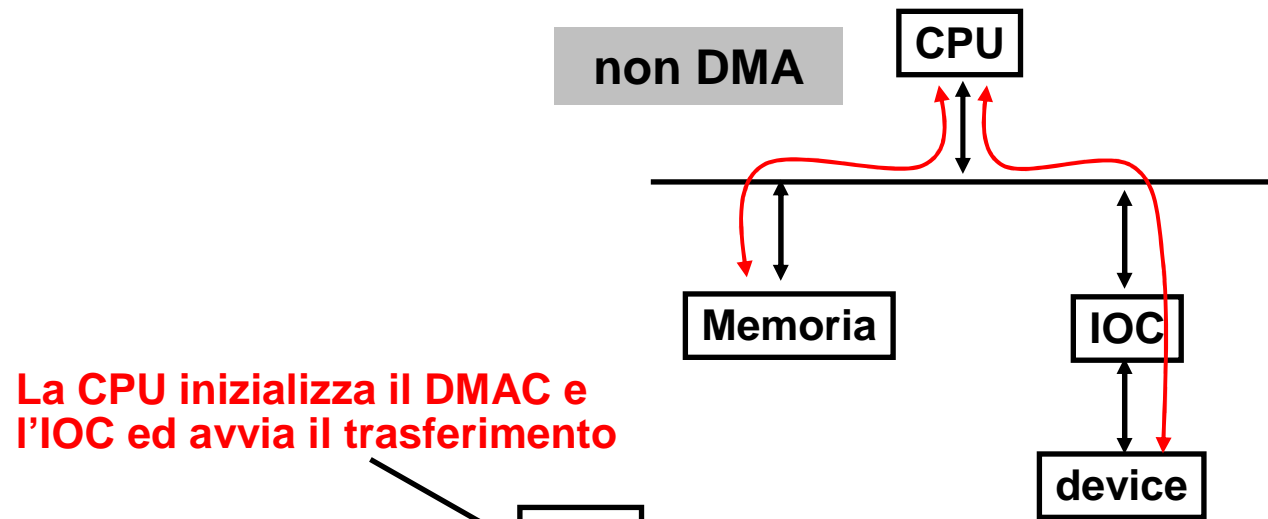 non DMA
CPU
Memoria
IOC
La CPU inizializza il DMAC e
l’IOC ed avvia il trasferimento
device